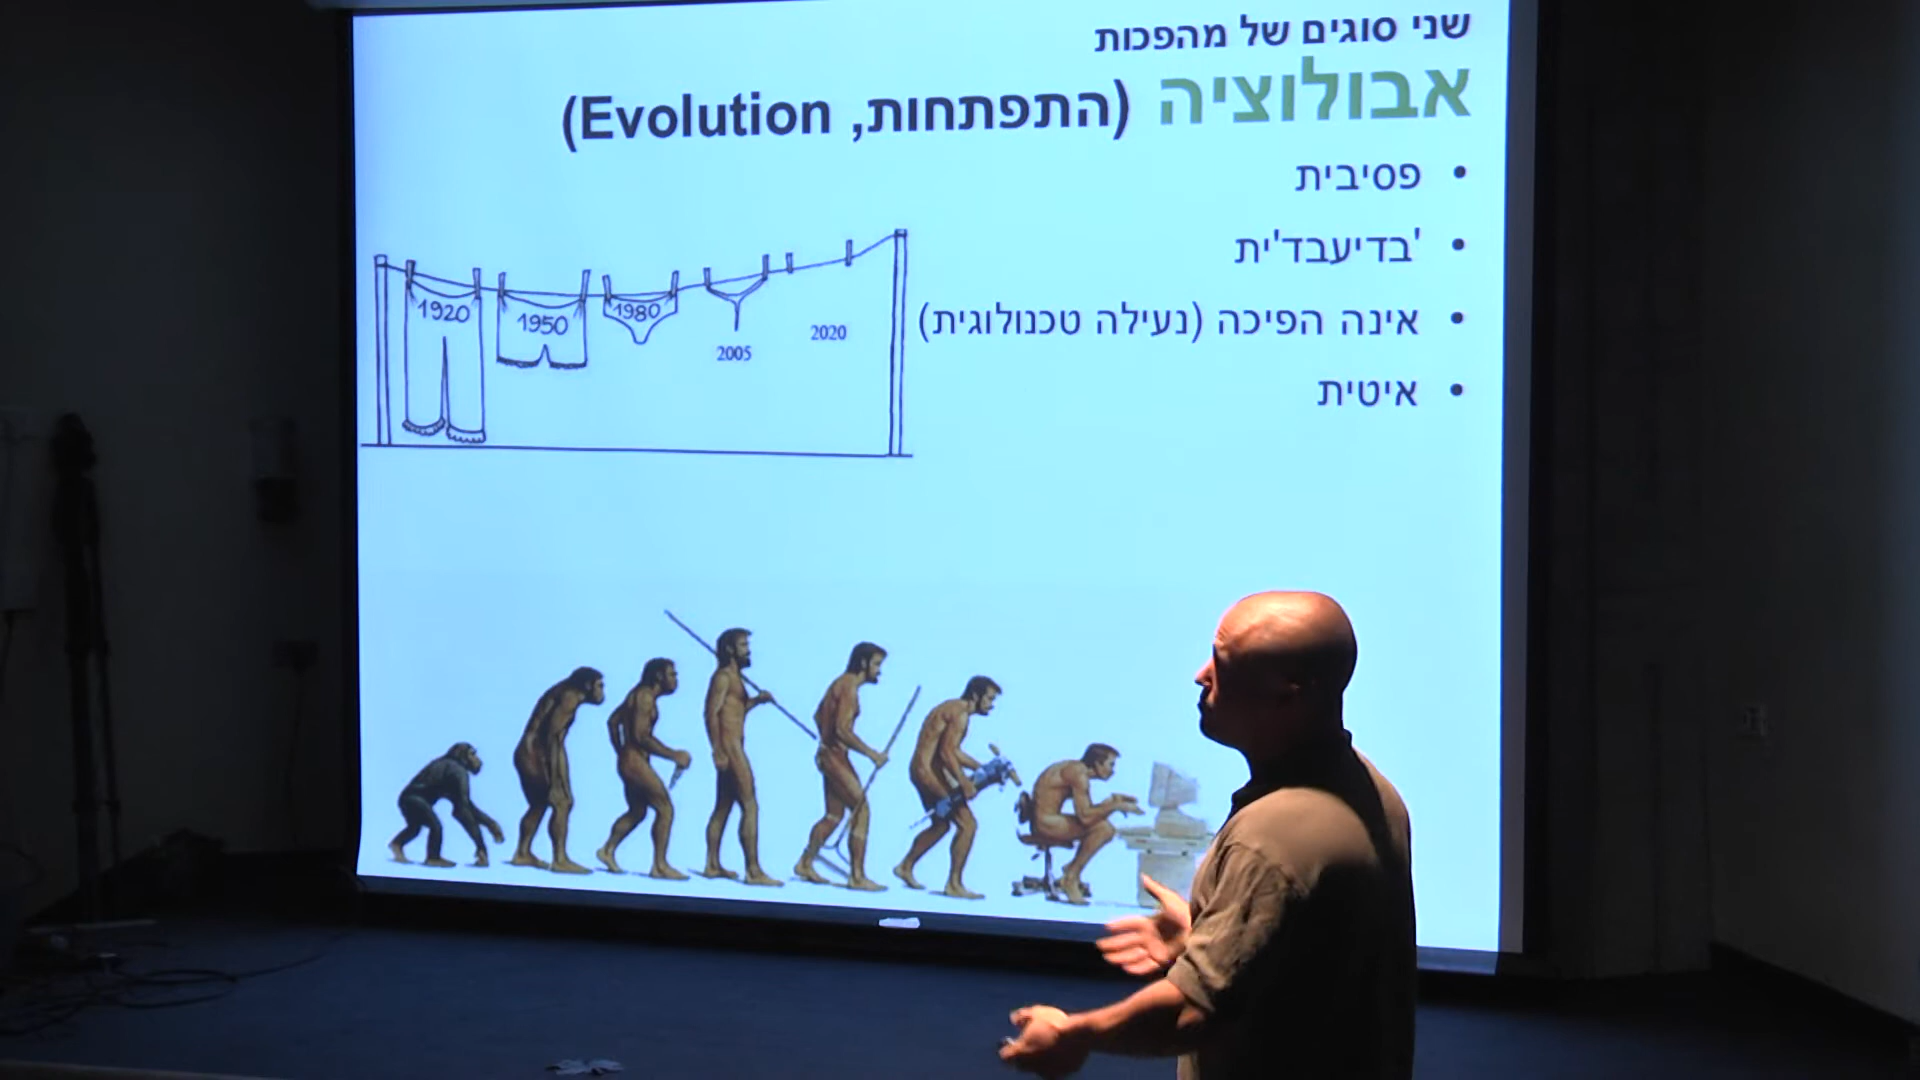 שני סוגים של מהפכות
אבולוציה (התפתחות, Evolution)
• פסיבית
• 'בדיעבד'ית
• אינה הפיכה (נעילה טכנולוגית)
• איטית
1920
1950
1980
2005
2020